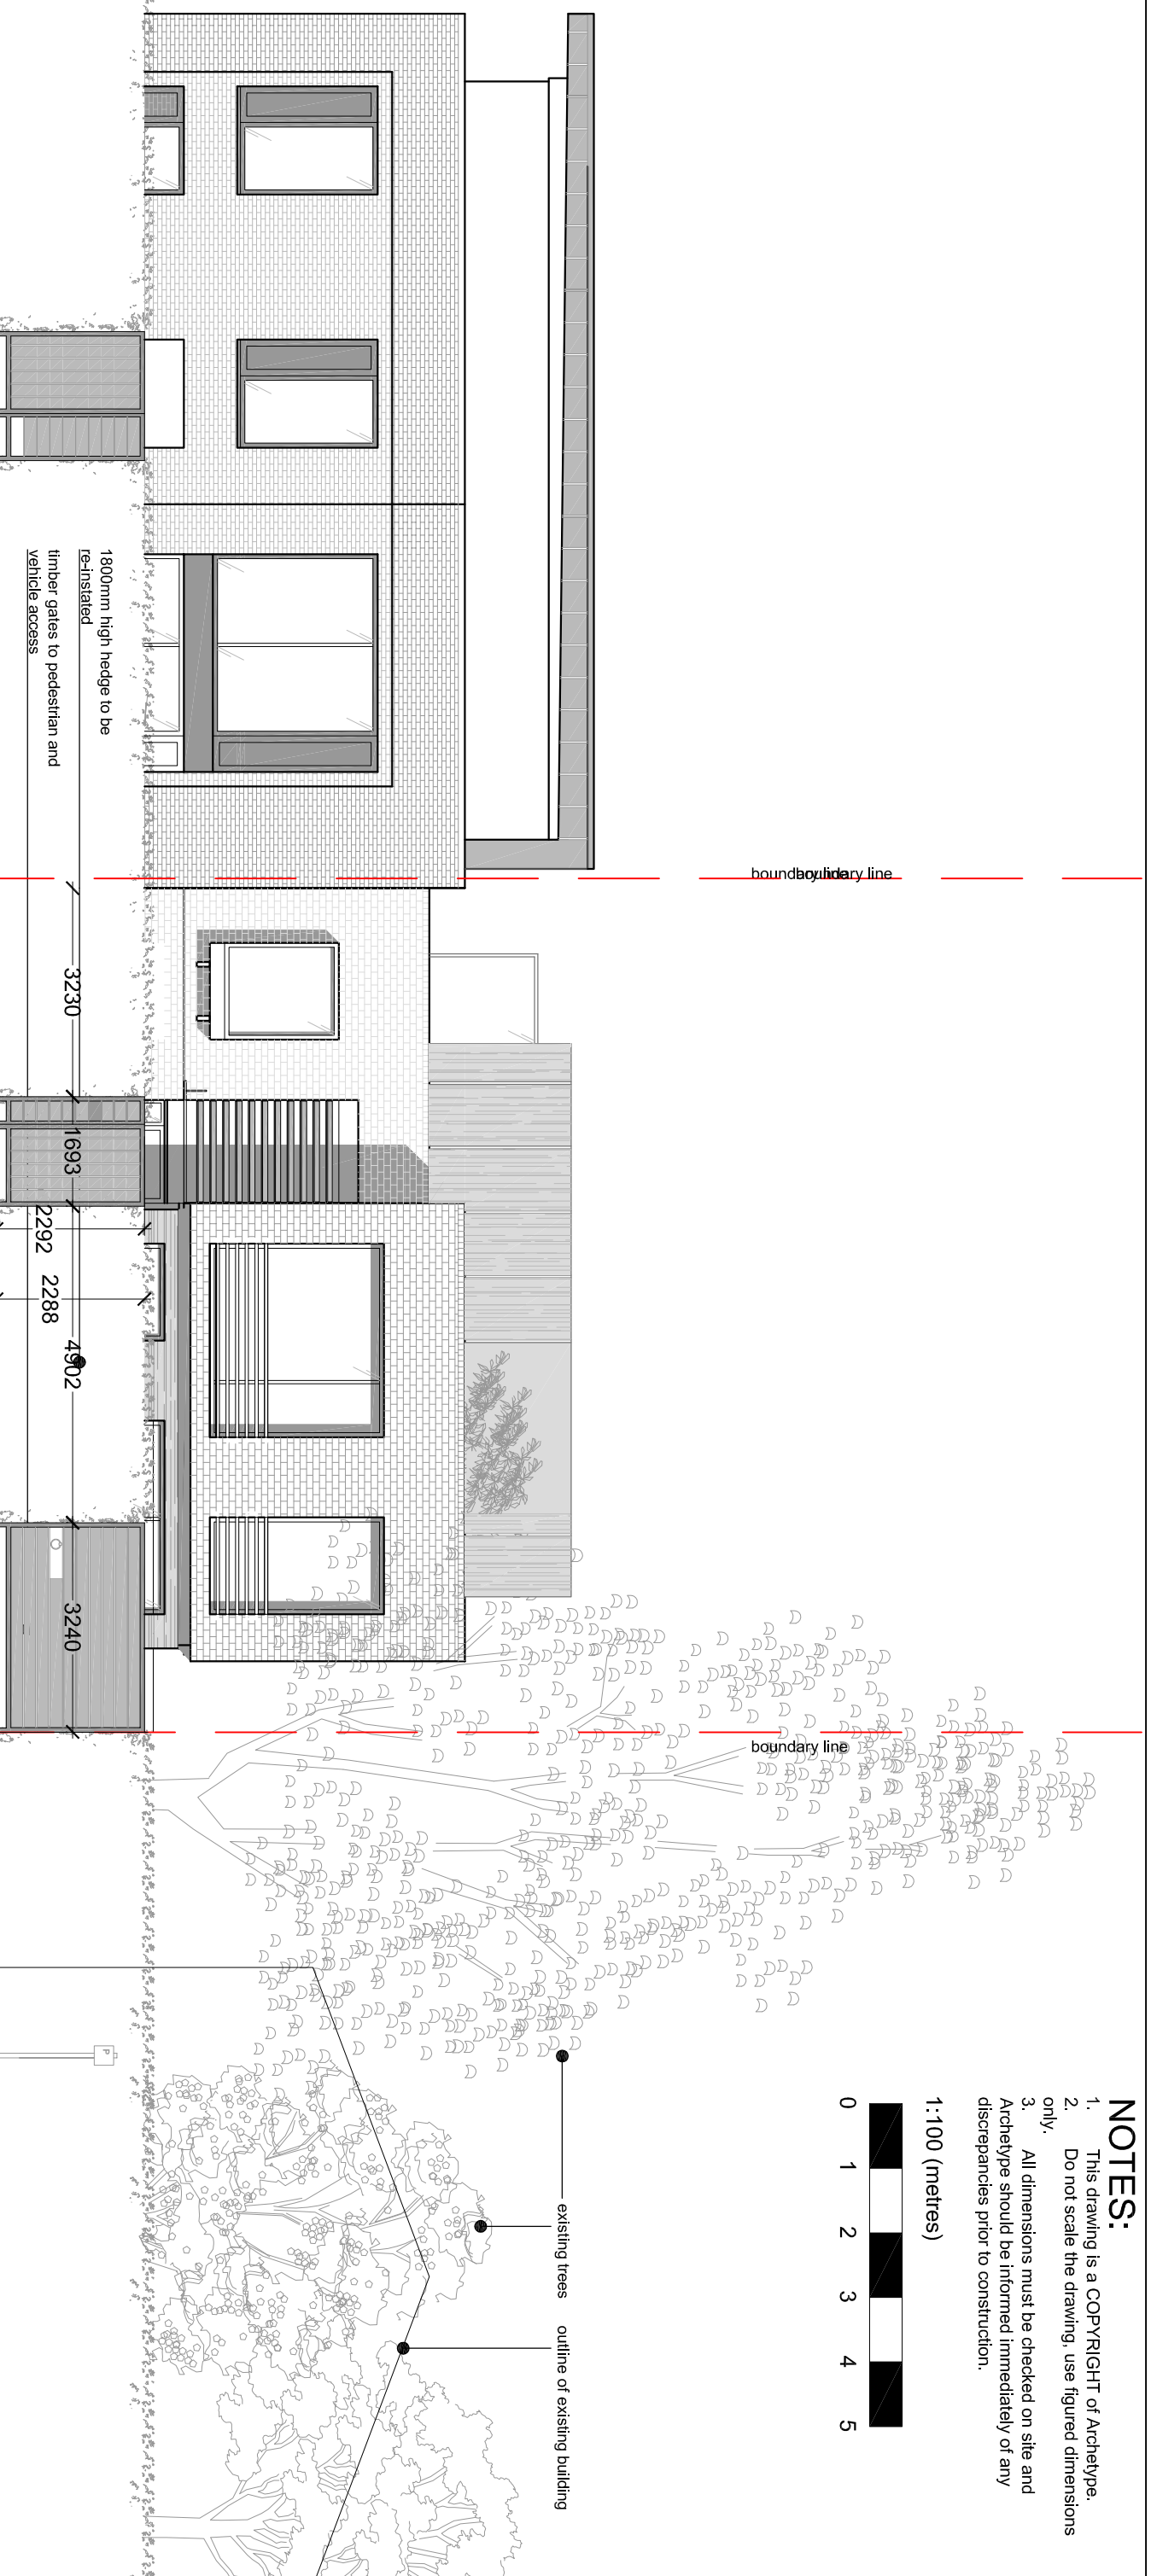 NOTES:
1. This drawing is a COPYRIGHT of Archetype.
2. Do not scale the drawing, use figured dimensions
only.
3. All dimensions must be checked on site and
Archetype should be informed immediately of any
discrepancies prior to construction.
1:100 (metres)
0 1 2 3 4 5
boundary line
boundary line
boundary line
existing trees
outline of existing building
1800mm high hedge to be
re-instated
timber gates to pedestrian and
vehicle access
3230
1693
4902
3240
2292
2288
P